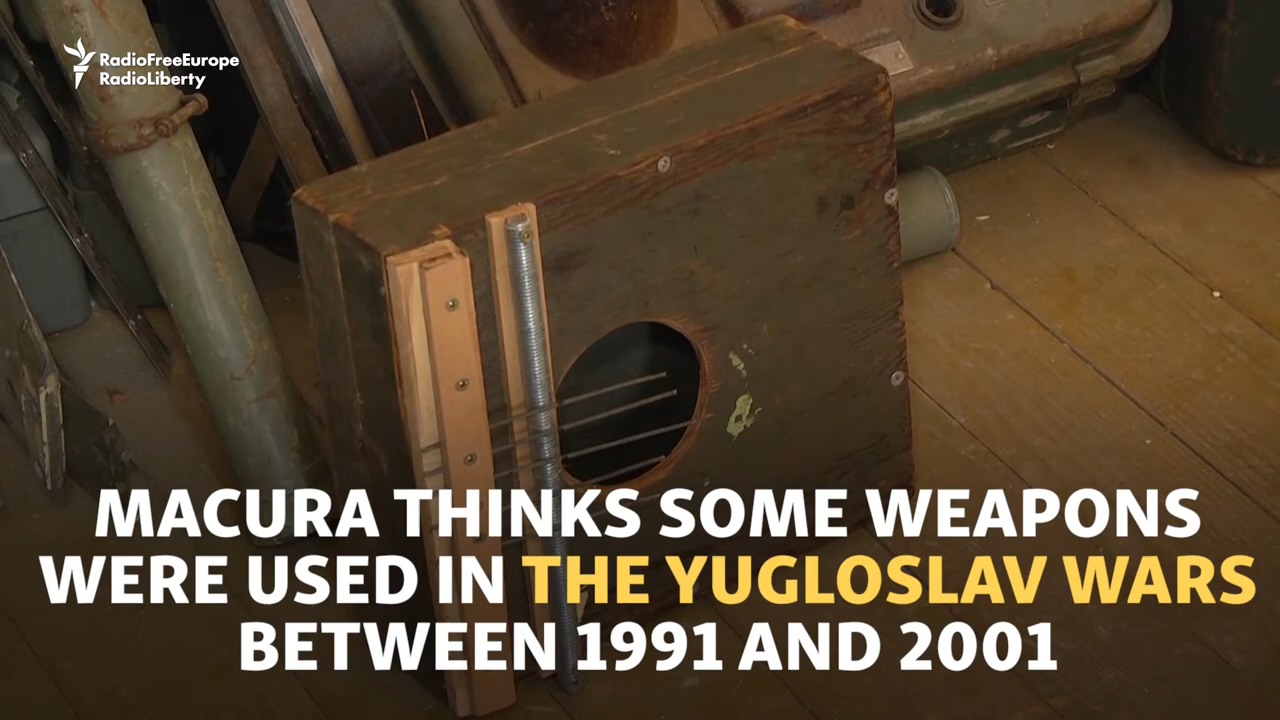 RadioFreeEurope
RadioLiberty
MACURA THINKS SOME WEAPONS
WERE USED IN THE YUGLOSLAV WARS
BETWEEN 1991 AND 2001